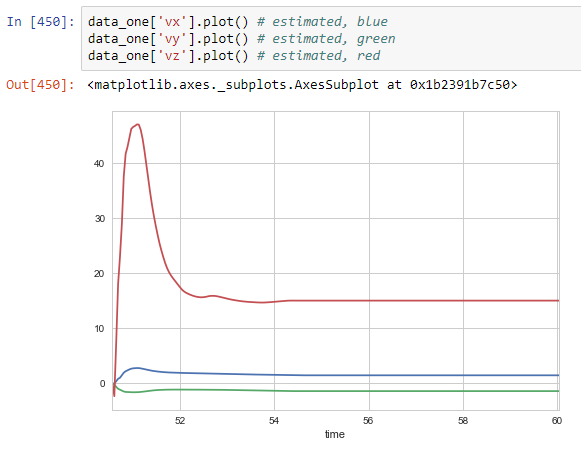 In [450]: data_one['vx'].plot() # estimated, blue
data_one['vy'].plot() # estimated, green
data_one['vz'].plot() # estimated, red
Out[450]: <matplotlib.axes._subplots.AxesSubplot at 0x1b2391b7c50>
40
30
20
10
0
52 54 56 58 60
time